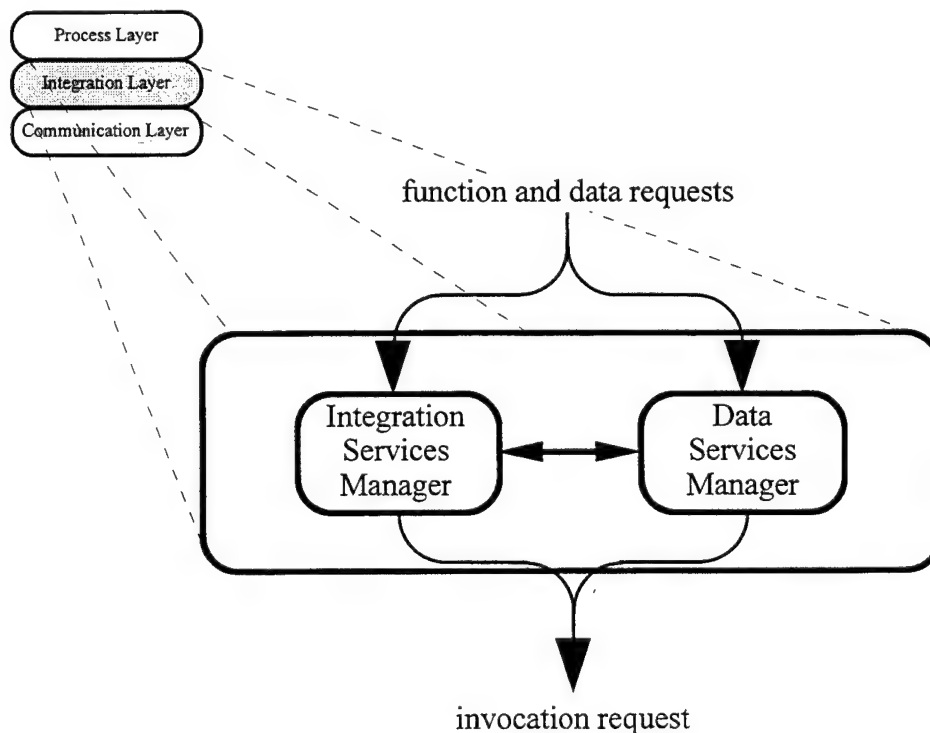 Process Layer
Integration Layer
Communication Layer
function and data requests
Integration
Services
Manager
Data
Services
Manager
invocation request